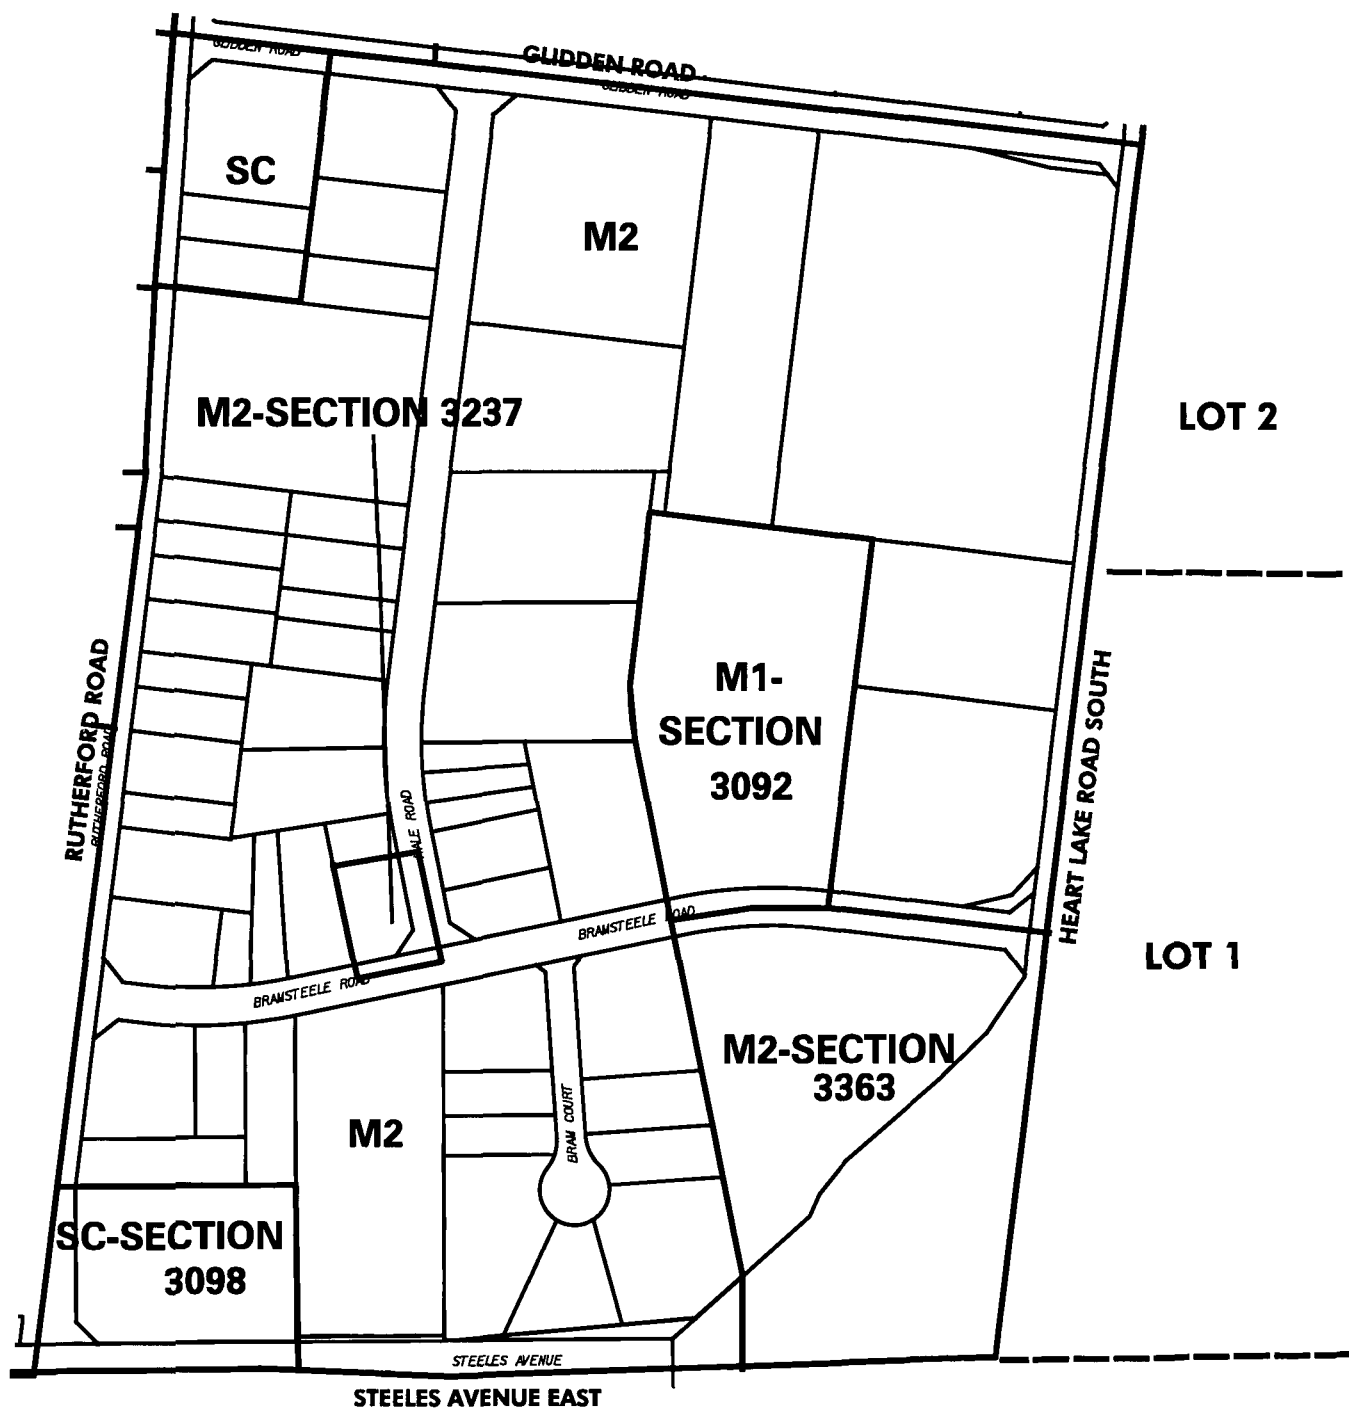 GLIDDEN ROAD
GLIDDEN ROAD
GLIDDEN ROAD
SC
M2
M2-SECTION 3237
LOT 2
M1-
SECTION
3092
RUTHERFORD ROAD
RUTHERFORD ROAD
HEART LAKE ROAD SOUTH
ROAD
BRAMSTEELE ROAD
BRAMSTEELE ROAD
LOT 1
M2-SECTION
3363
BRAM COURT
M2
SC-SECTION
3098
STEELES AVENUE
STEELES AVENUE EAST